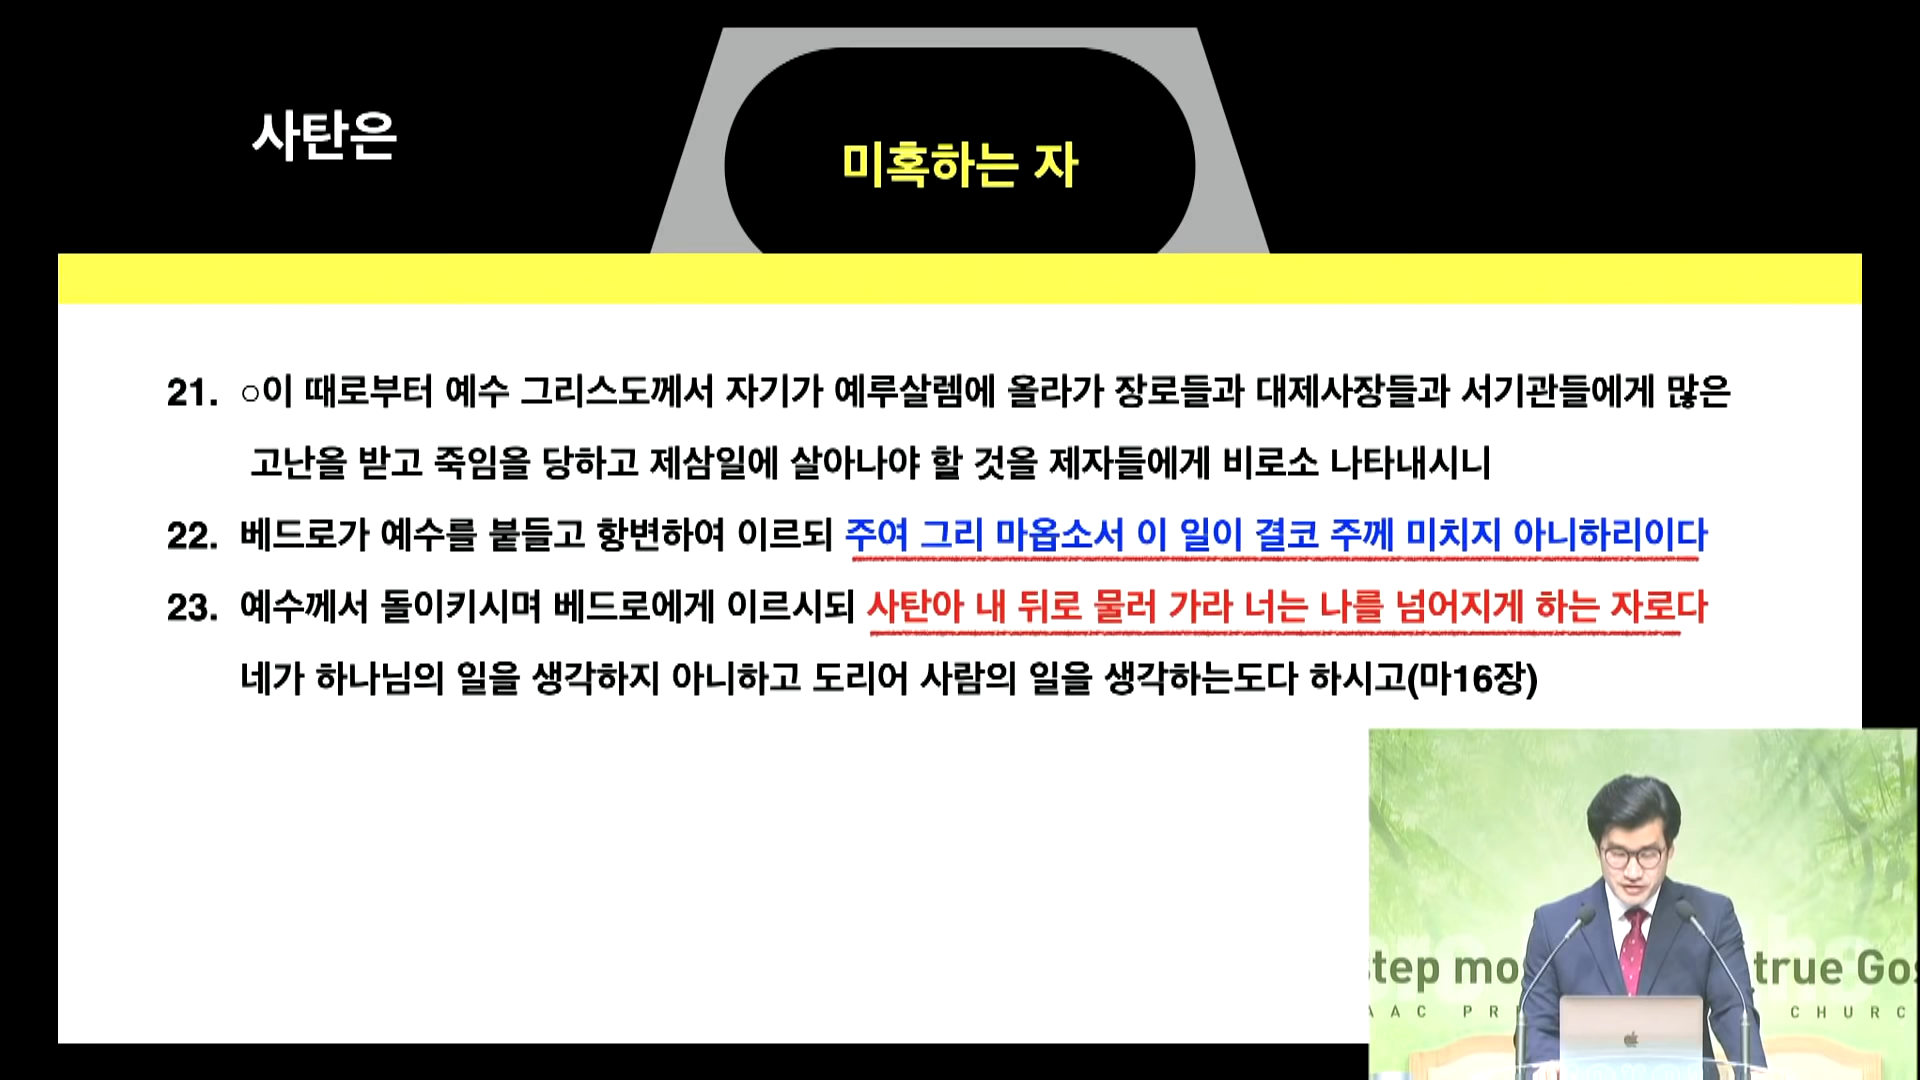 사탄은
미혹하는 자
21. ○이 때로부터 예수 그리스도께서 자기가 예루살렘에 올라가 장로들과 대제사장들과 서기관들에게 많은
고난을 받고 죽임을 당하고 제삼일에 살아나야 할 것을 제자들에게 비로소 나타내시니
22. 베드로가 예수를 붙들고 항변하여 이르되 주여 그리 마옵소서 이 일이 결코 주께 미치지 아니하리이다
23. 예수께서 돌이키시며 베드로에게 이르시되 사탄아 내 뒤로 물러 가라 너는 나를 넘어지게 하는 자로다
네가 하나님의 일을 생각하지 아니하고 도리어 사람의 일을 생각하는도다 하시고(마16장)
step mo true Gos
AAC PR CHURC